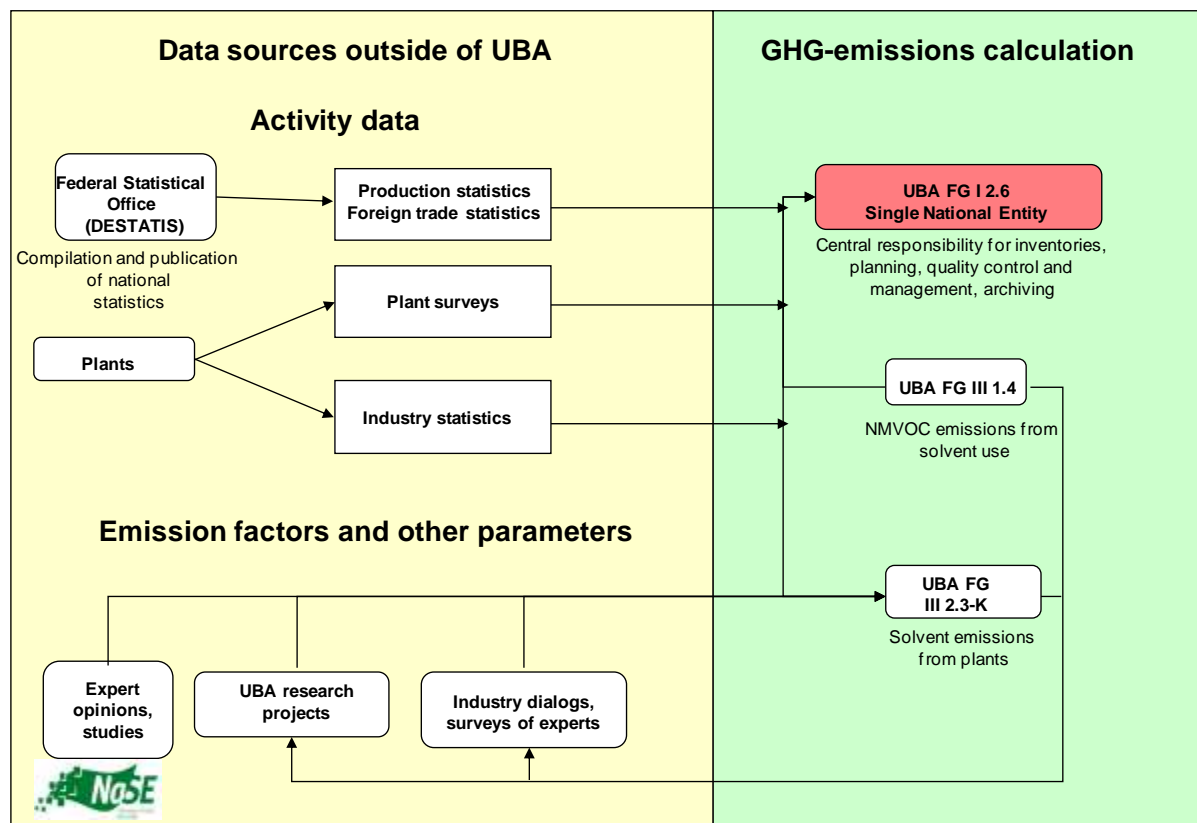 Data sources outside of UBA
GHG-emissions calculation
Activity data
Federal Statistical
Office
(DESTATIS)
Compilation and publication
of national
statistics
Production statistics
Foreign trade statistics
UBA FG I 2.6
Single National Entity
Central responsibility for inventories,
planning, quality control and
management, archiving
Plant surveys
Plants
Industry statistics
UBA FG III 1.4
NMVOC emissions from
solvent use
Emission factors and other parameters
UBA FG
III 2.3-K
Solvent emissions
from plants
Expert
opinions,
studies
UBA research
projects
Industry dialogs,
surveys of experts
NaSE